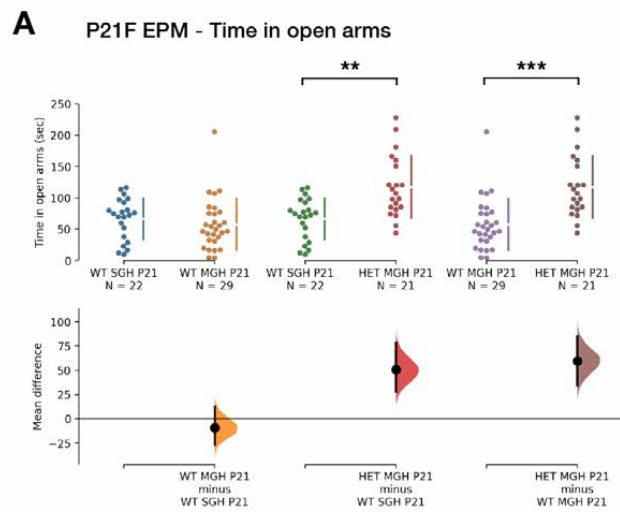 A
P21F EPM - Time in open arms
** ***
Time in open arms (sec)
250
200
150
100
50
0
WT SGH P21 WT MGH P21 WT SGH P21 HET MGH P21 WT MGH P21 HET MGH P21
N = 22 N = 29 N = 22 N = 21 N = 29 N = 21
Mean difference
100
75
50
25
0
−25
WT MGH P21 HET MGH P21 HET MGH P21
minus minus minus
WT SGH P21 WT SGH P21 WT MGH P21